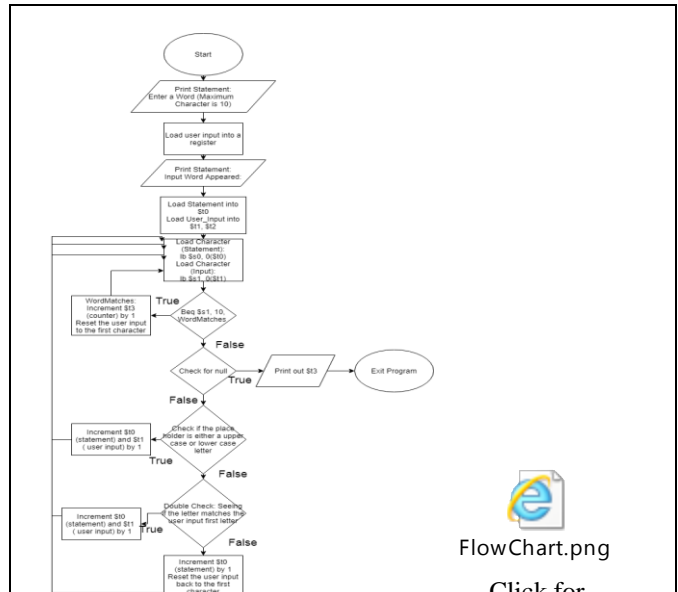 Start
Print Statement:
Enter a Word (Maximum
Character is 10)
Load user input into a
register
Print Statement:
Input Word Appeared:
Load Statement into
$t0
Load User_Input into
$t1, $t2
Load Character
(Statement):
lb $s0, 0($t0)
Load Character
(Input):
lb $s1, 0($t1)
WordMatches:
Increment $t3
(counter) by 1
Reset the user input
to the first character
True
Beq $s1, 10,
WordMatches
False
Check for null
True
Print out $t3
Exit Program
False
Check if the place
holder is either a upper
case or lower case
letter
Increment $t0
(statement) and $t1
( user input) by 1
True
False
Double Check: Seeing
if the letter matches the
user input first letter
Increment $t0
(statement) and $t1
( user input) by 1
True
False
Increment $t0
(statement) by 1
Reset the user input
back to the first
character
FlowChart.png
Click for